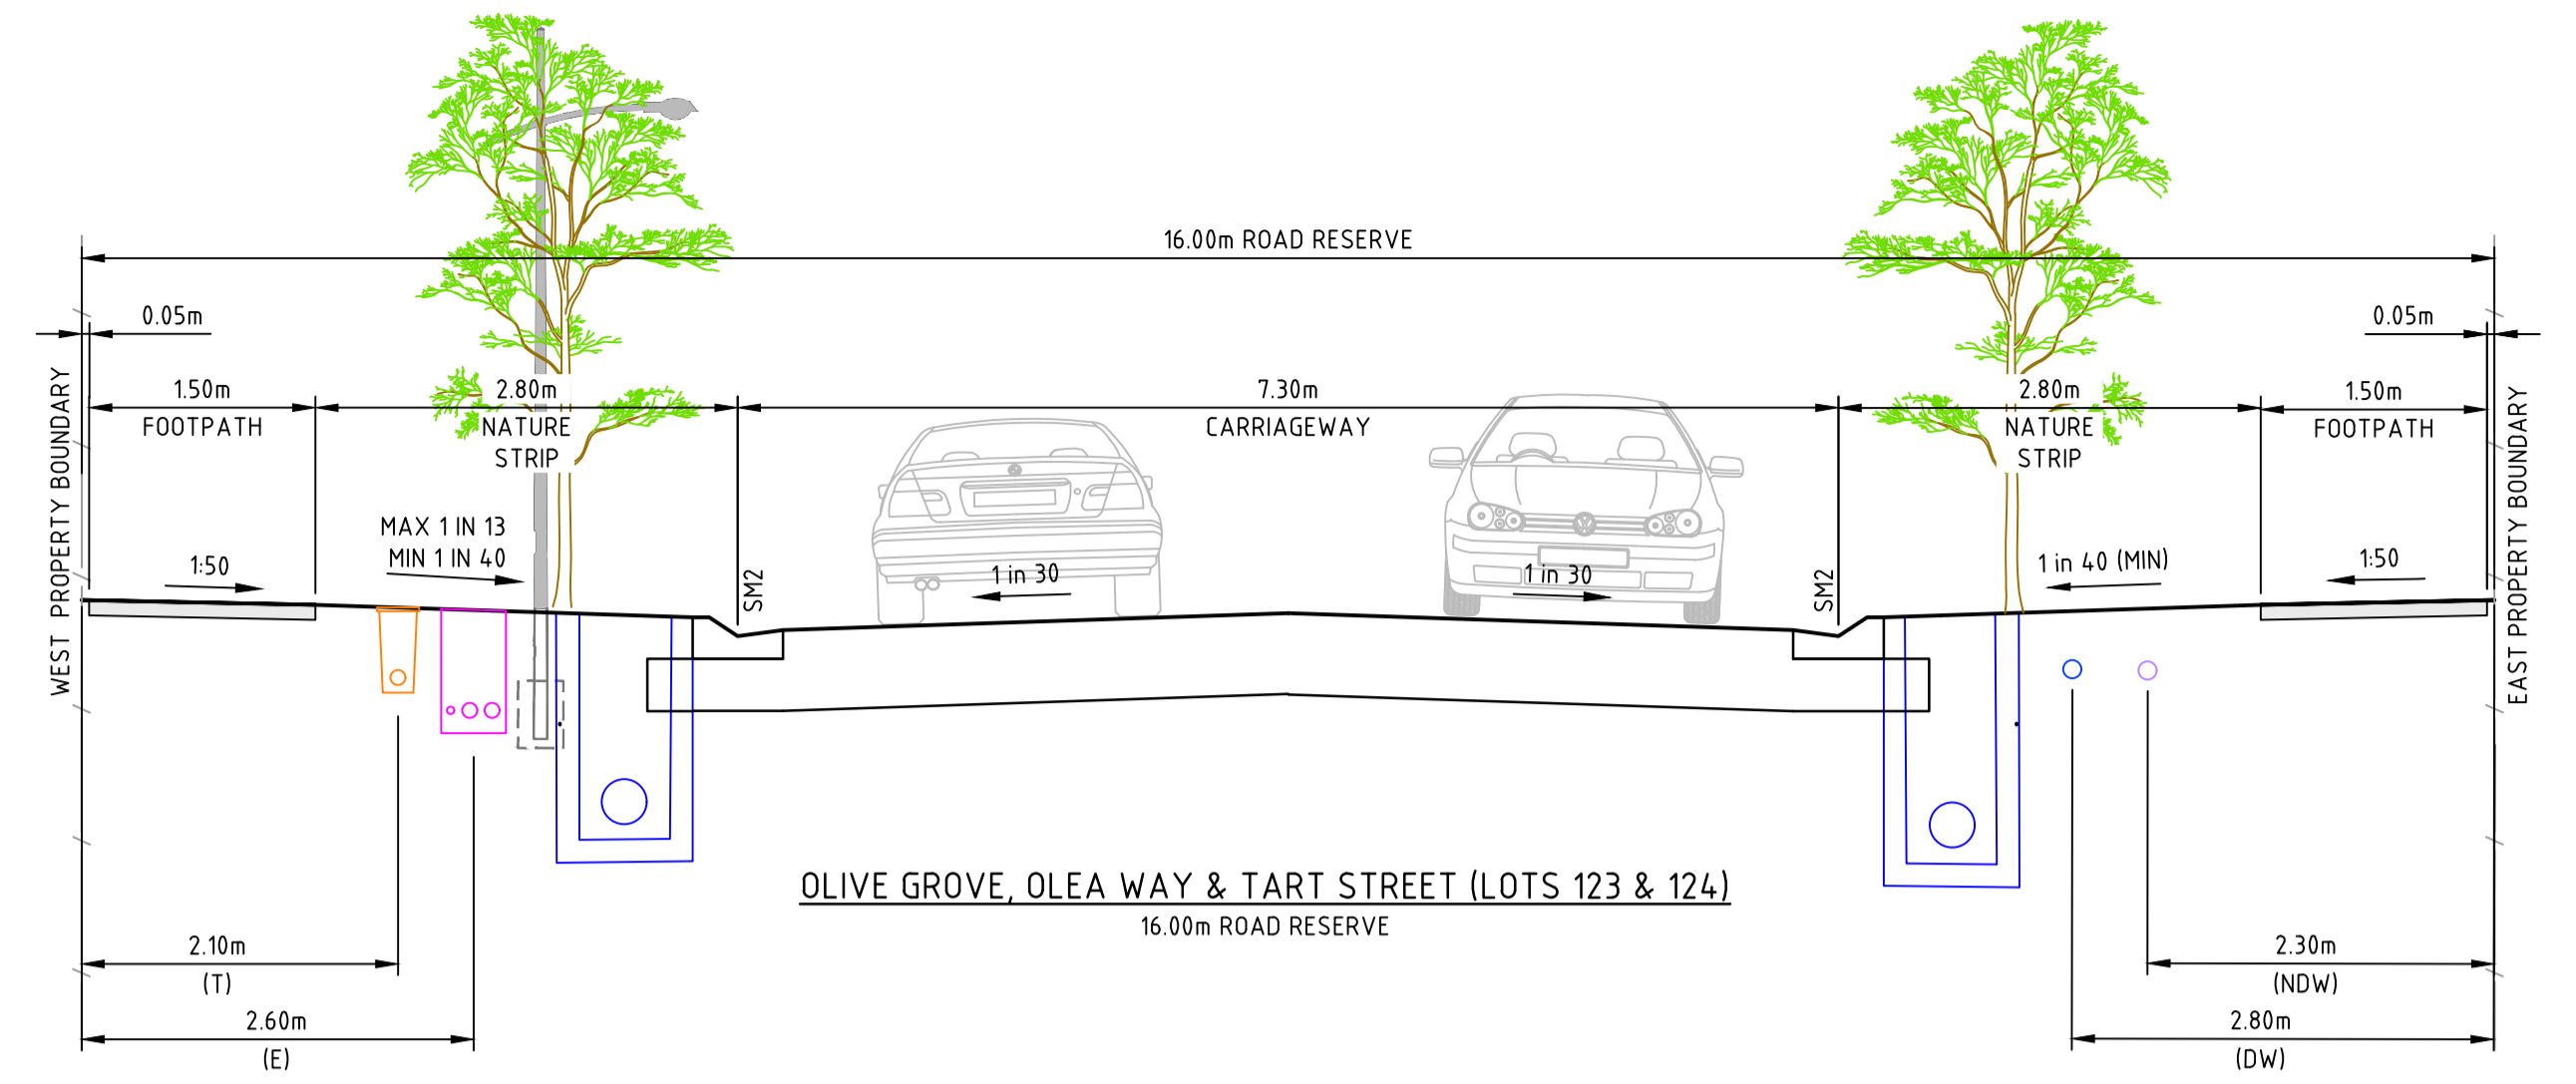 16.00m ROAD RESERVE
0.05m
0.05m
WEST PROPERTY BOUNDARY
1.50m
FOOTPATH
2.80m
NATURE
STRIP
7.30m
CARRIAGEWAY
2.80m
NATURE
STRIP
1.50m
FOOTPATH
EAST PROPERTY BOUNDARY
1:50
MAX 1 IN 13
MIN 1 IN 40
SM2
1 in 30
1 in 30
SM2
1 in 40 (MIN)
1:50
OLIVE GROVE, OLEA WAY & TART STREET (LOTS 123 & 124)
16.00m ROAD RESERVE
2.10m
(T)
2.60m
(E)
2.30m
(NDW)
2.80m
(DW)